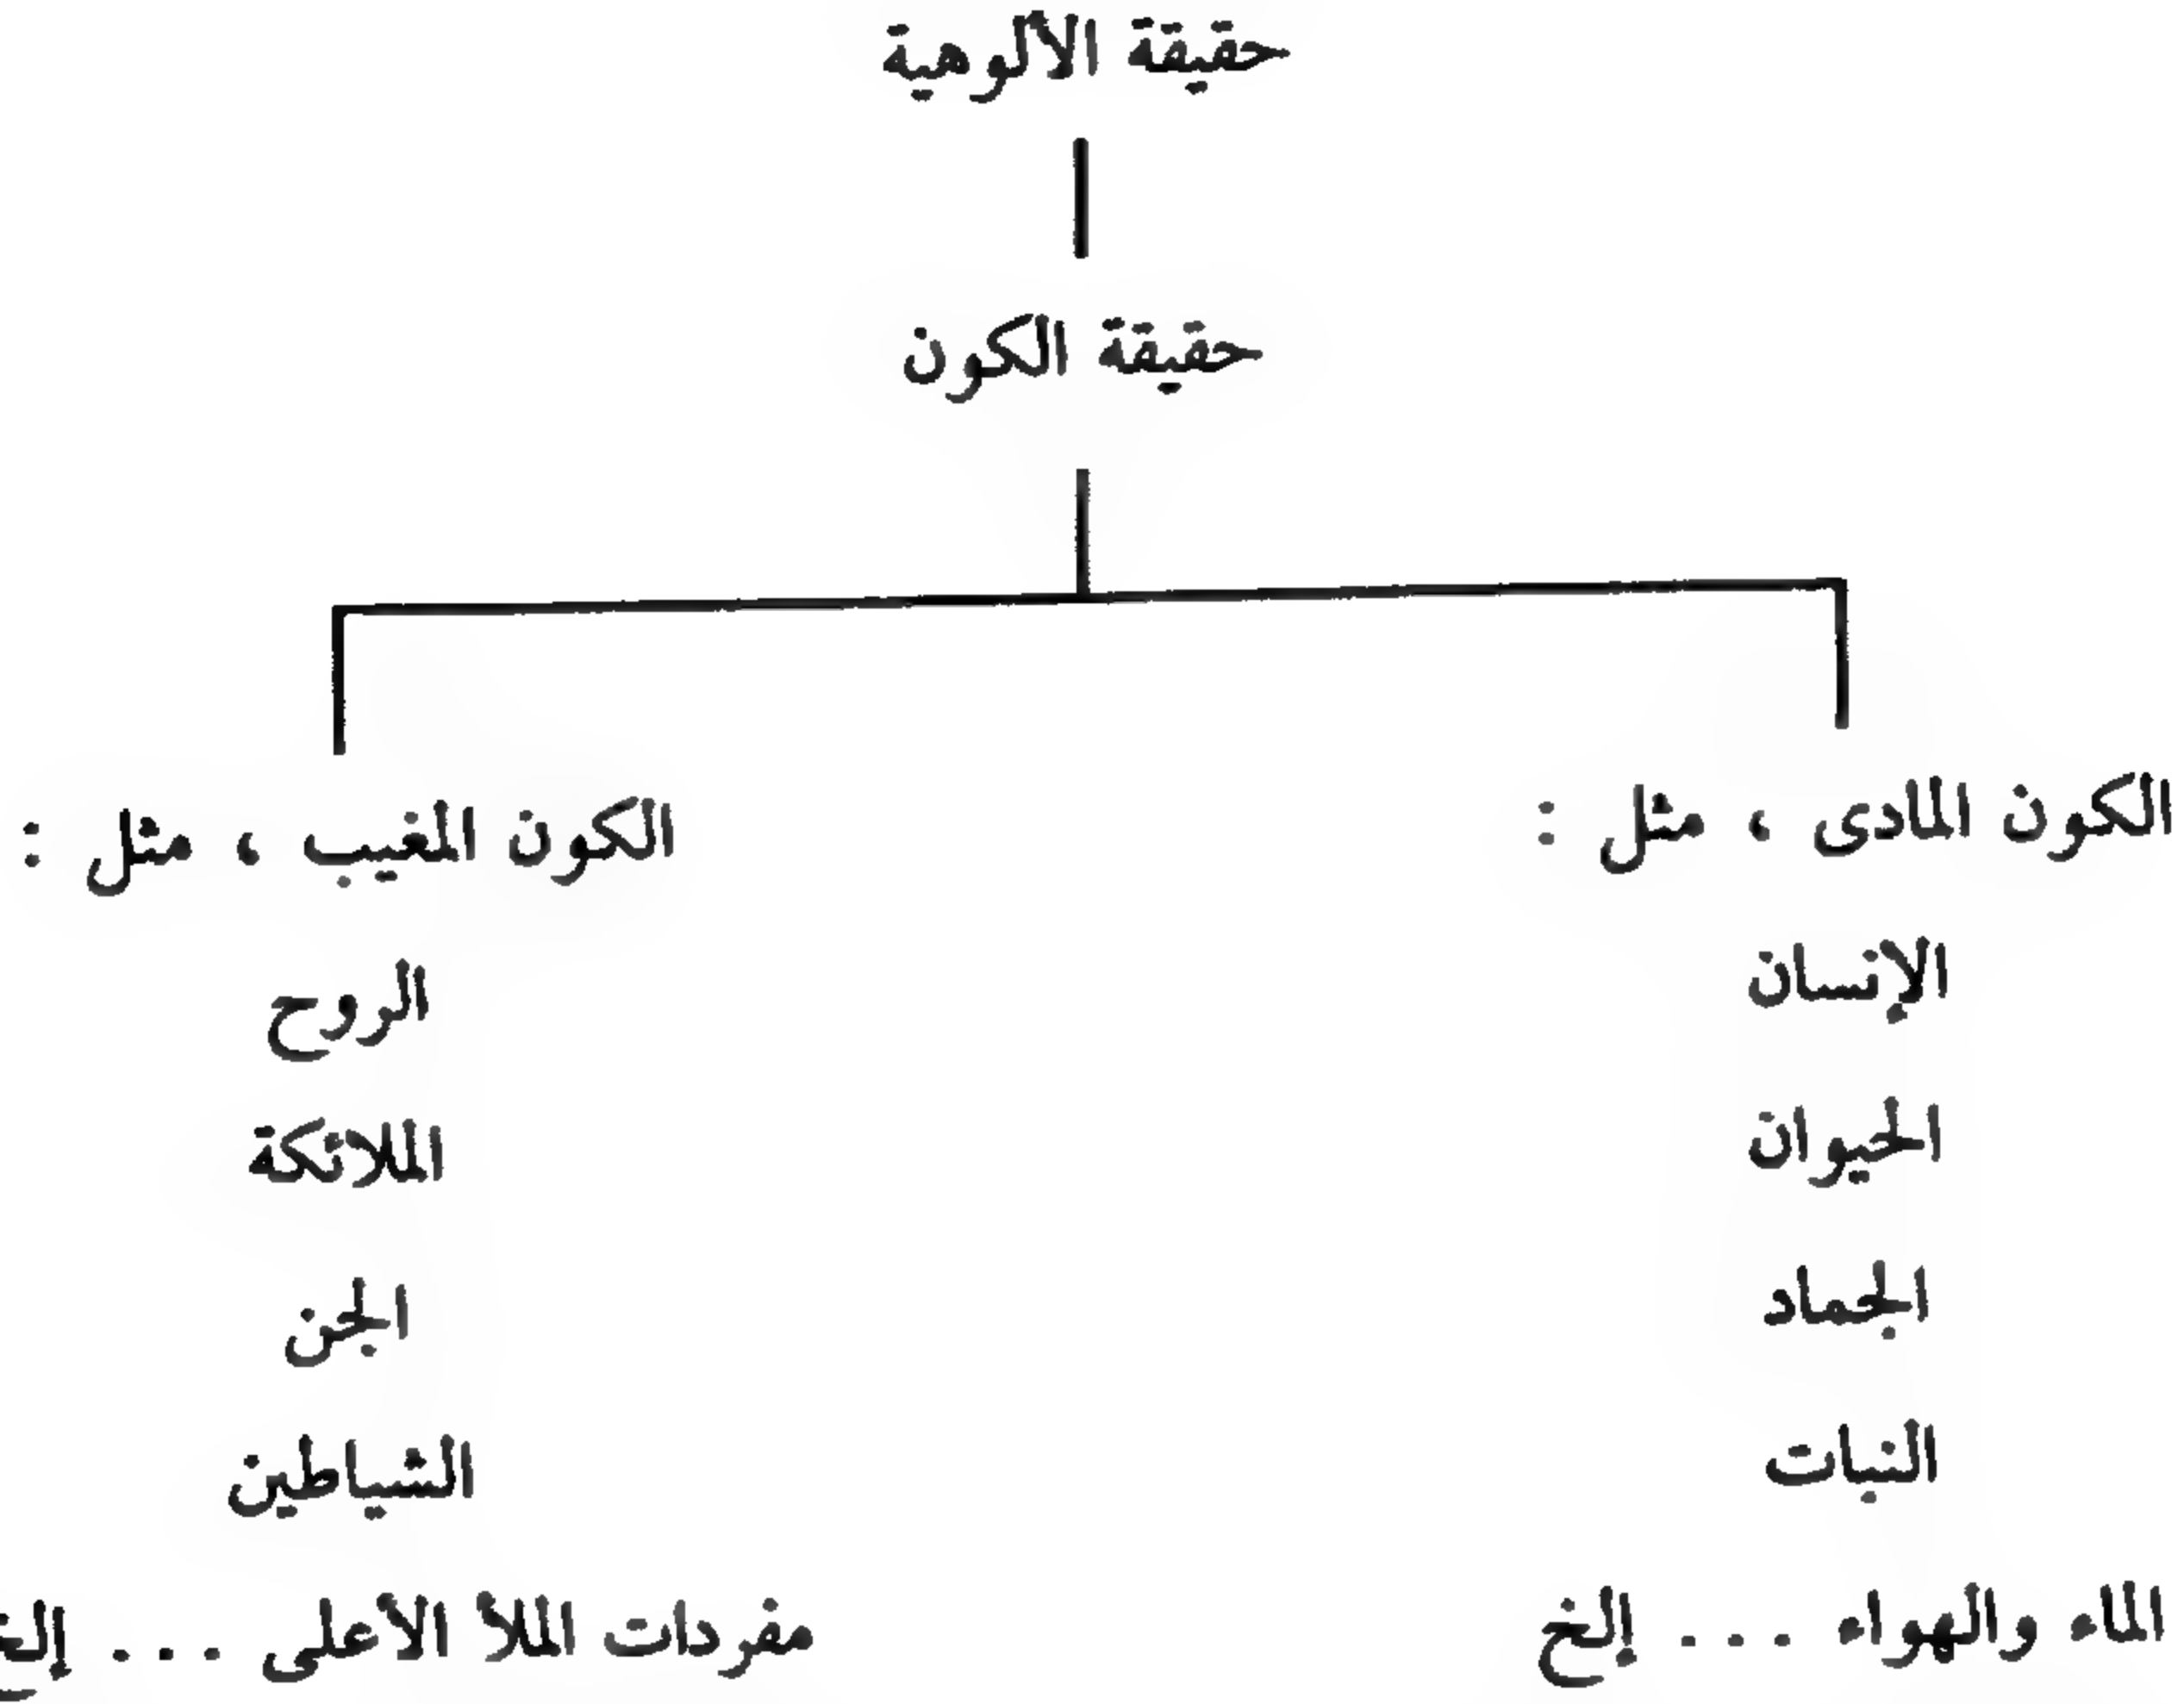 حقيقة الألوهية
حقيقة الكون
الكون المادى ، مثل :
الإنسان
الحيوان
الجماد
النبات
الماء والهواء ... إلخ
الكون المغيب ، مثل :
الروح
الملائكة
الجن
الشياطين
مفردات الملأ الأعلى ... إلخ